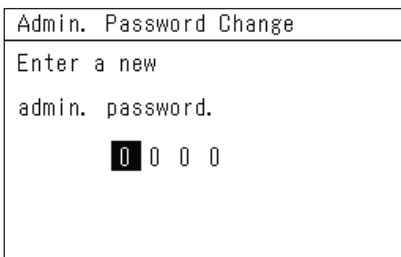 Admin. Password Change
Enter a new
admin. password.
0 0 0 0